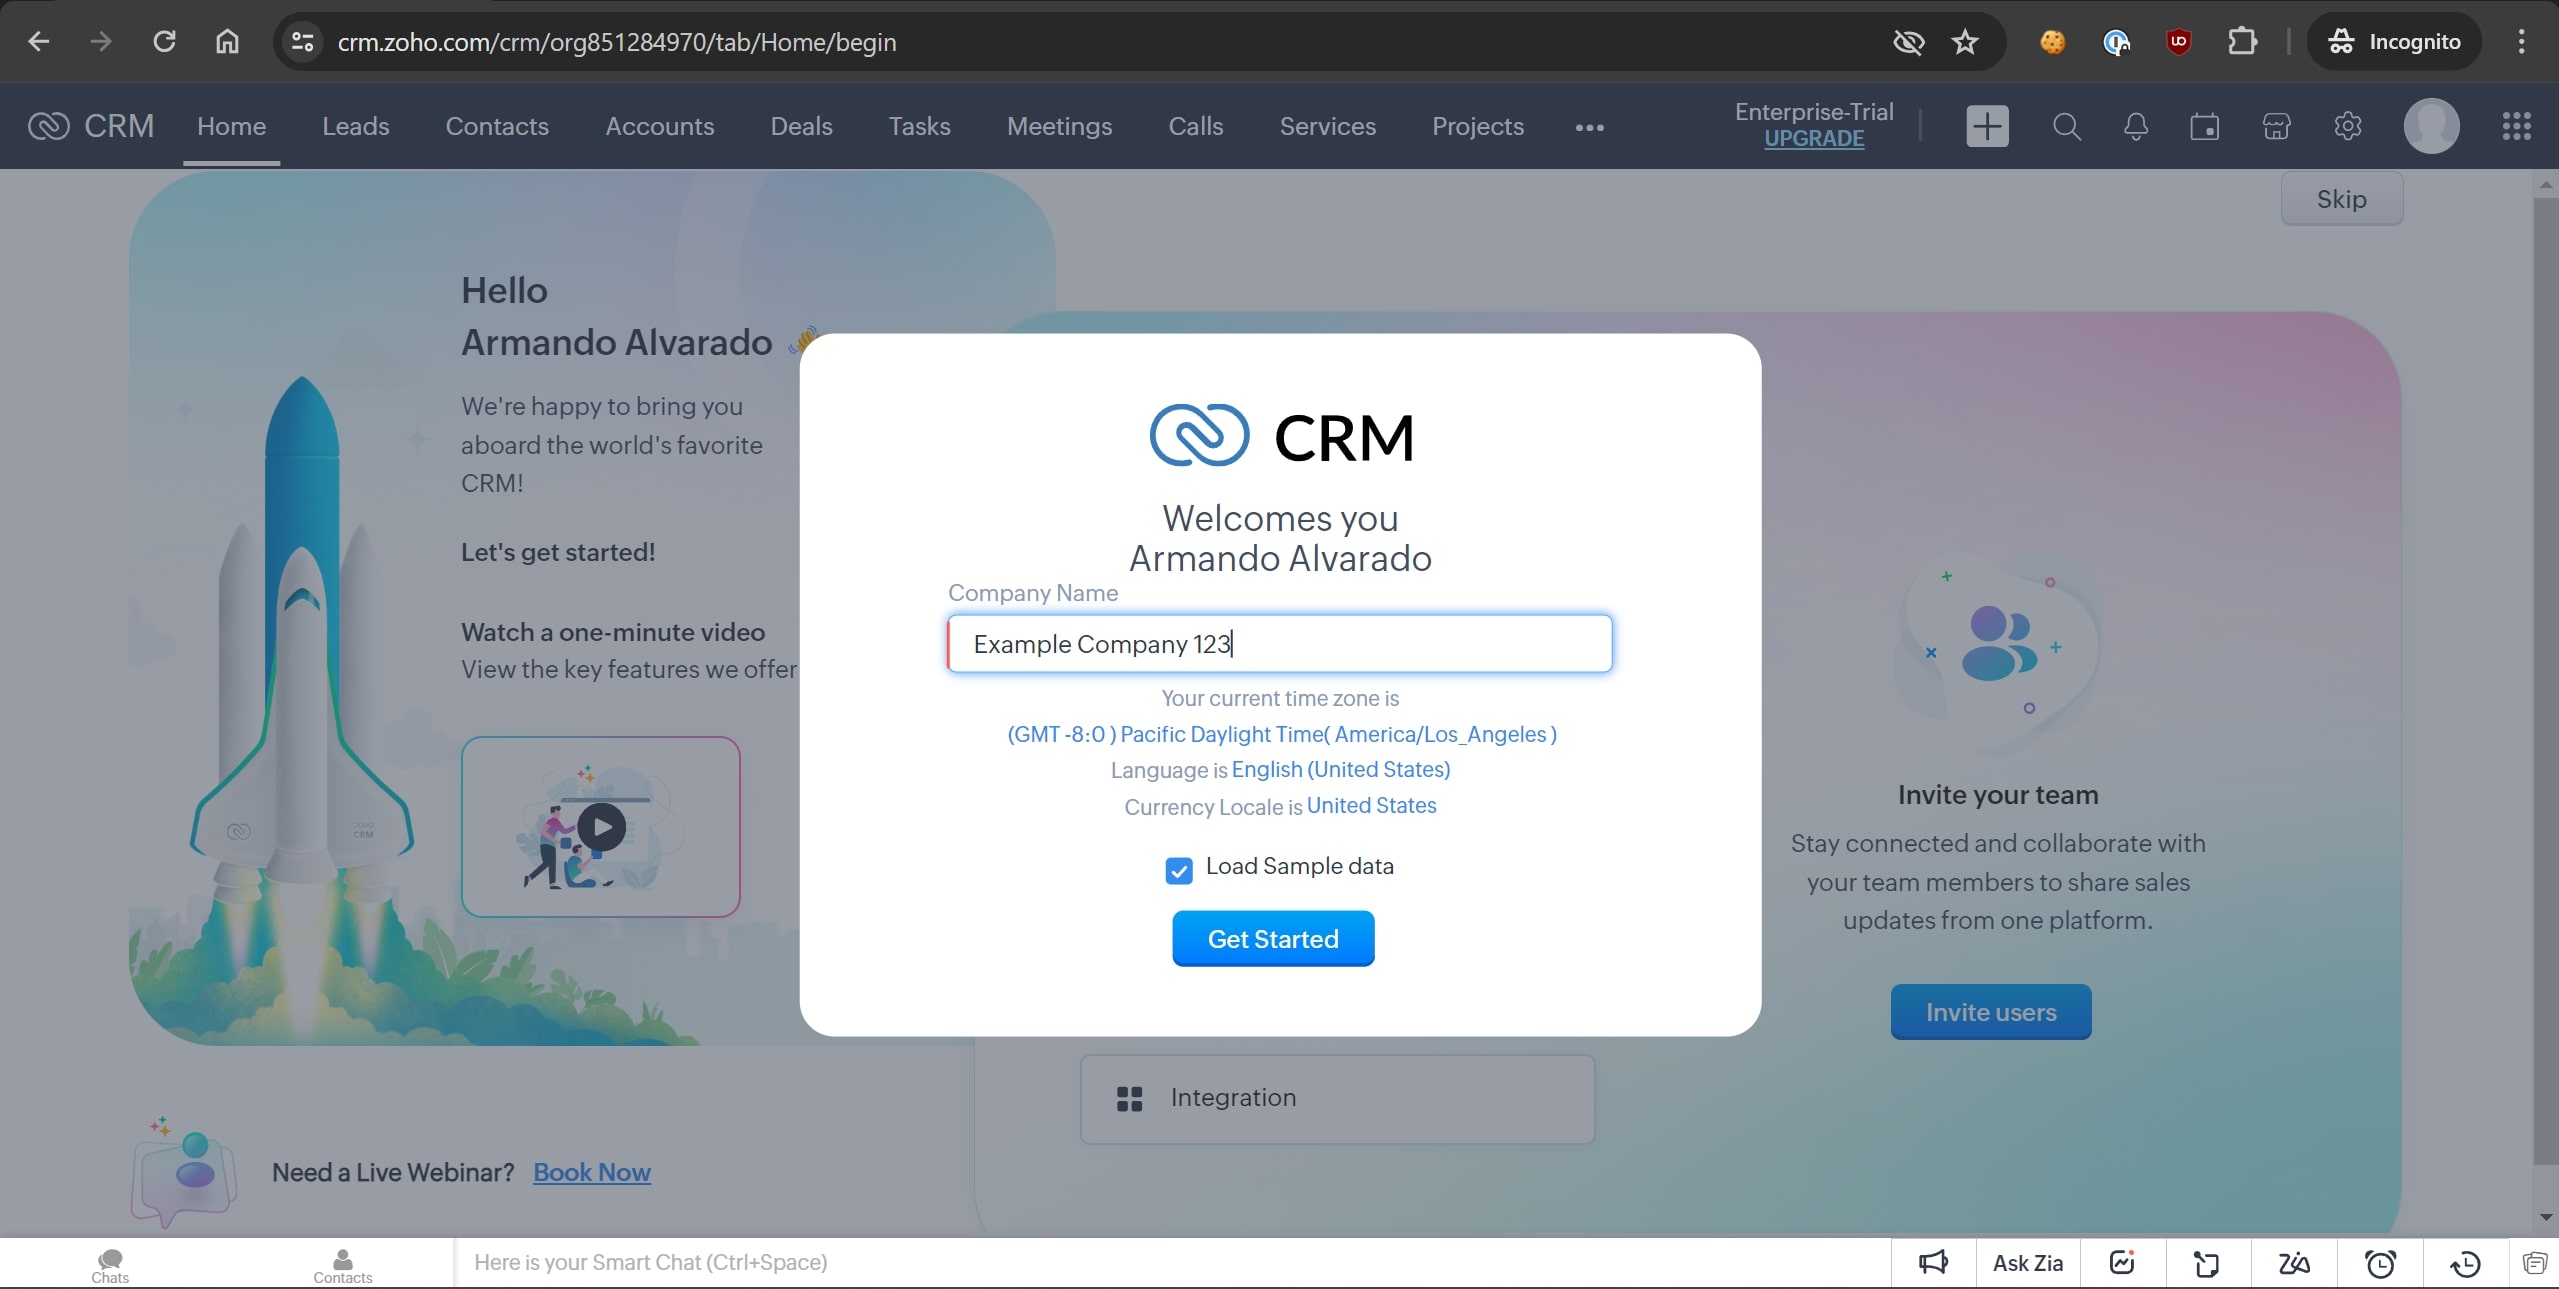 crm.zoho.com/crm/org851284970/tab/Home/begin
Incognito
CRM
Home
Leads
Contacts
Accounts
Deals
Tasks
Meetings
Calls
Services
Projects
Enterprise-Trial
UPGRADE
Skip
Hello
Armando Alvarado
We're happy to bring you
aboard the world's favorite
CRM!
Let's get started!
Watch a one-minute video
View the key features we offer
ZOHO
CRM
Need a Live Webinar? Book Now
CRM
Welcomes you
Armando Alvarado
Company Name
Example Company 123
Your current time zone is
(GMT -8:0 ) Pacific Daylight Time( America/Los_Angeles )
Language is English (United States)
Currency Locale is United States
Load Sample data
Get Started
Integration
Invite your team
Stay connected and collaborate with
your team members to share sales
updates from one platform.
Invite users
Chats
Contacts
Here is your Smart Chat (Ctrl+Space)
Ask Zia